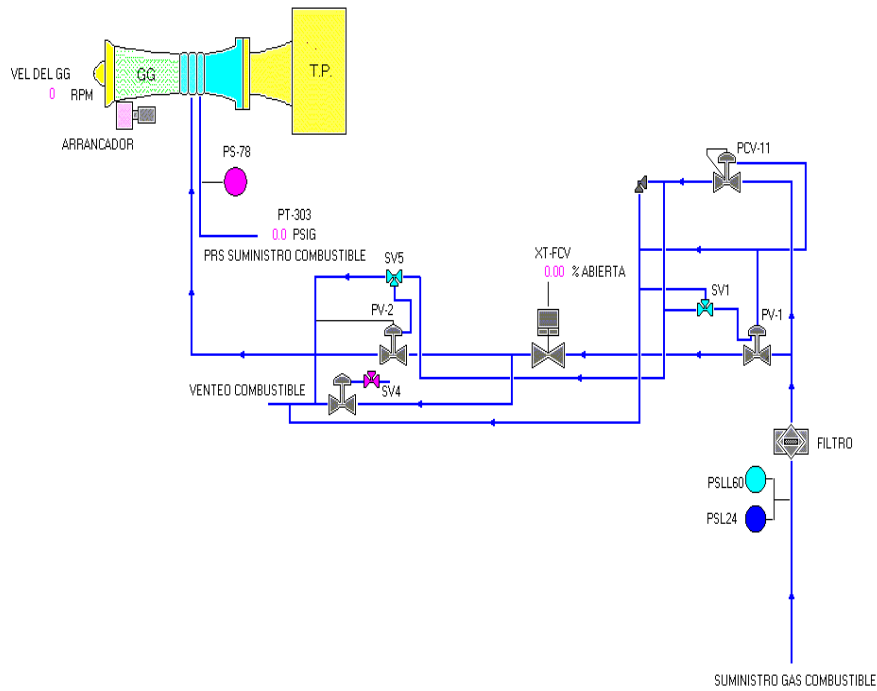 T.P.
GG
VEL DEL GG
0 RPM
ARRANCADOR
PS-78
PCV-11
PT-303
0.0 PSIG
PRS SUMINISTRO COMBUSTIBLE
XT-FCV
0.00 % ABIERTA
SV5
SV1
PV-2
PV-1
VENTEO COMBUSTIBLE
SV4
FILTRO
PSLL60
PSL24
SUMINISTRO GAS COMBUSTIBLE